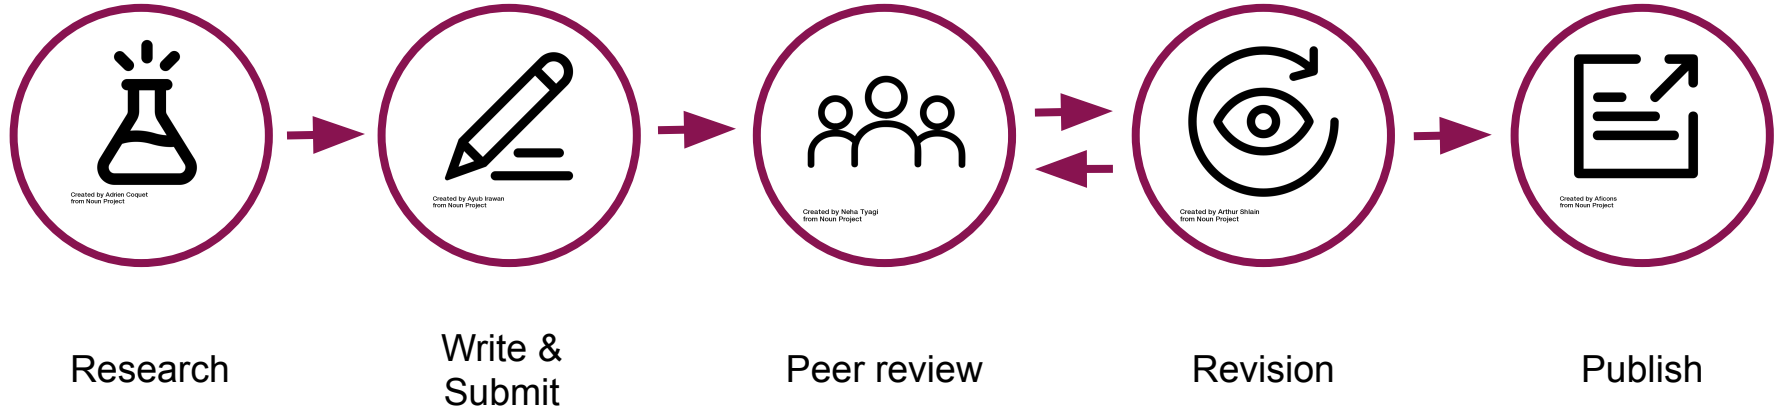 Created by Adrien Coquet
from Noun Project
Created by Ayub Irawan
from Noun Project
Created by Neha Tyagi
from Noun Project
Created by Arthur Shlain
from Noun Project
Created by Aficons
from Noun Project
Research
Write &
Submit
Peer review
Revision
Publish